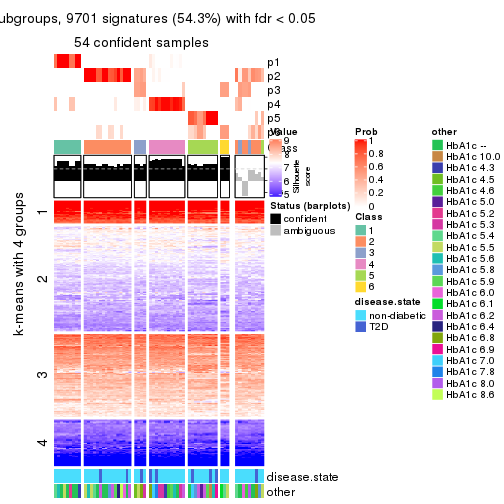 ubgroups, 9701 signatures (54.3%) with fdr < 0.05
54 confident samples
p1
p2
p3
p4
p5
Class
Silhouette
score
k-means with 4 groups
1
2
3
4
disease.state
other
Value
9
8
7
6
5
Status (barplots)
confident
ambiguous
Prob
1
0.8
0.6
0.4
0.2
0
Class
1
2
3
4
5
6
disease.state
non-diabetic
T2D
other
HbA1c --
HbA1c 10.0
HbA1c 4.3
HbA1c 4.5
HbA1c 4.6
HbA1c 5.0
HbA1c 5.2
HbA1c 5.3
HbA1c 5.4
HbA1c 5.5
HbA1c 5.6
HbA1c 5.8
HbA1c 5.9
HbA1c 6.0
HbA1c 6.1
HbA1c 6.2
HbA1c 6.4
HbA1c 6.8
HbA1c 6.9
HbA1c 7.0
HbA1c 7.8
HbA1c 8.0
HbA1c 8.6